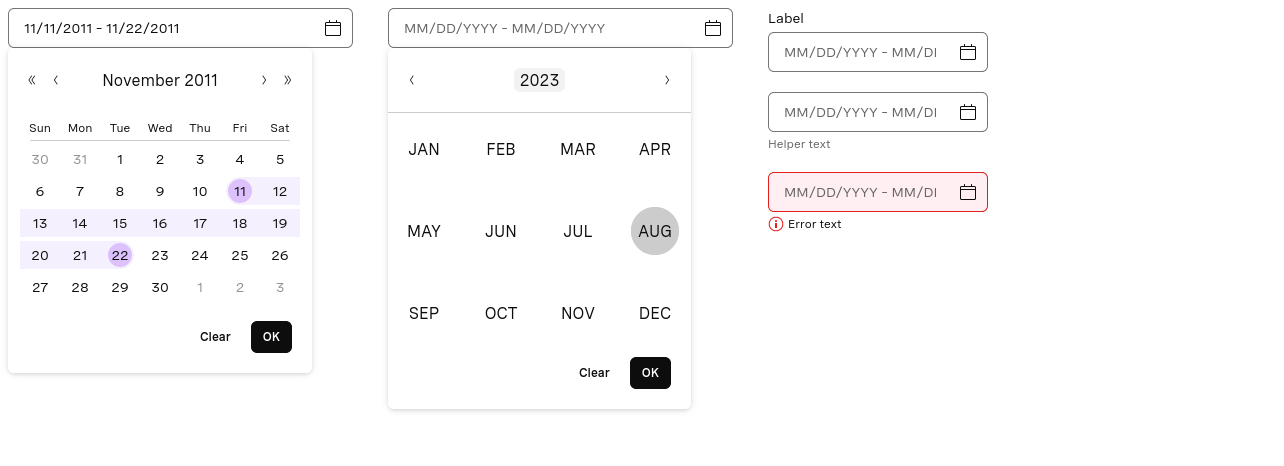 11/11/2011 – 11/22/2011
« ‹ November 2011 › »
Sun Mon Tue Wed Thu Fri Sat
30 31 1 2 3 4 5
6 7 8 9 10 11 12
13 14 15 16 17 18 19
20 21 22 23 24 25 26
27 28 29 30 1 2 3
Clear OK
MM/DD/YYYY – MM/DD/YYYY
‹ 2023 ›
JAN FEB MAR APR
MAY JUN JUL AUG
SEP OCT NOV DEC
Clear OK
Label
MM/DD/YYYY – MM/DI
MM/DD/YYYY – MM/DI
Helper text
MM/DD/YYYY – MM/DI
Error text